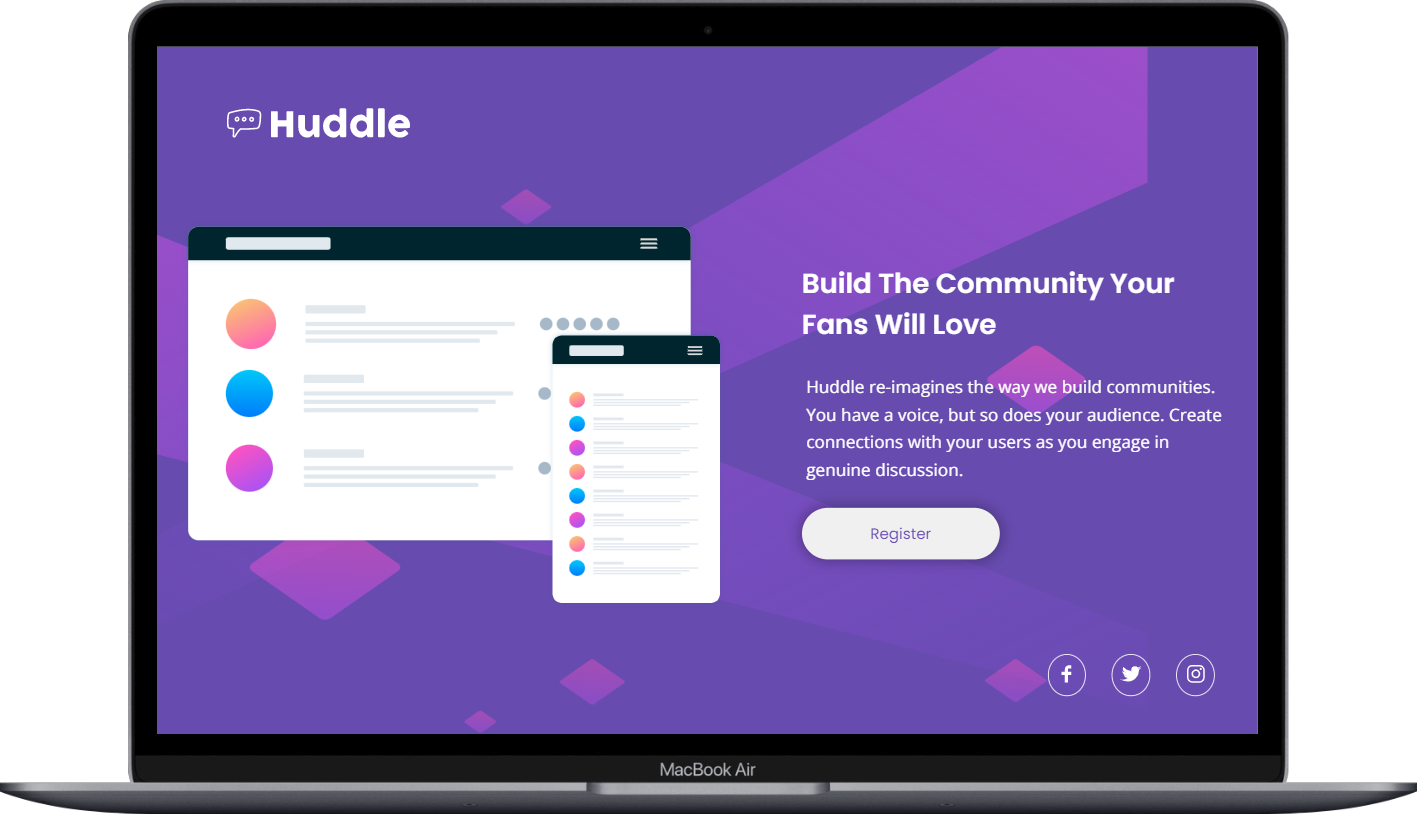 Huddle
Build The Community Your
Fans Will Love
Huddle re-imagines the way we build communities.
You have a voice, but so does your audience. Create
connections with your users as you engage in
genuine discussion.
Register
MacBook Air